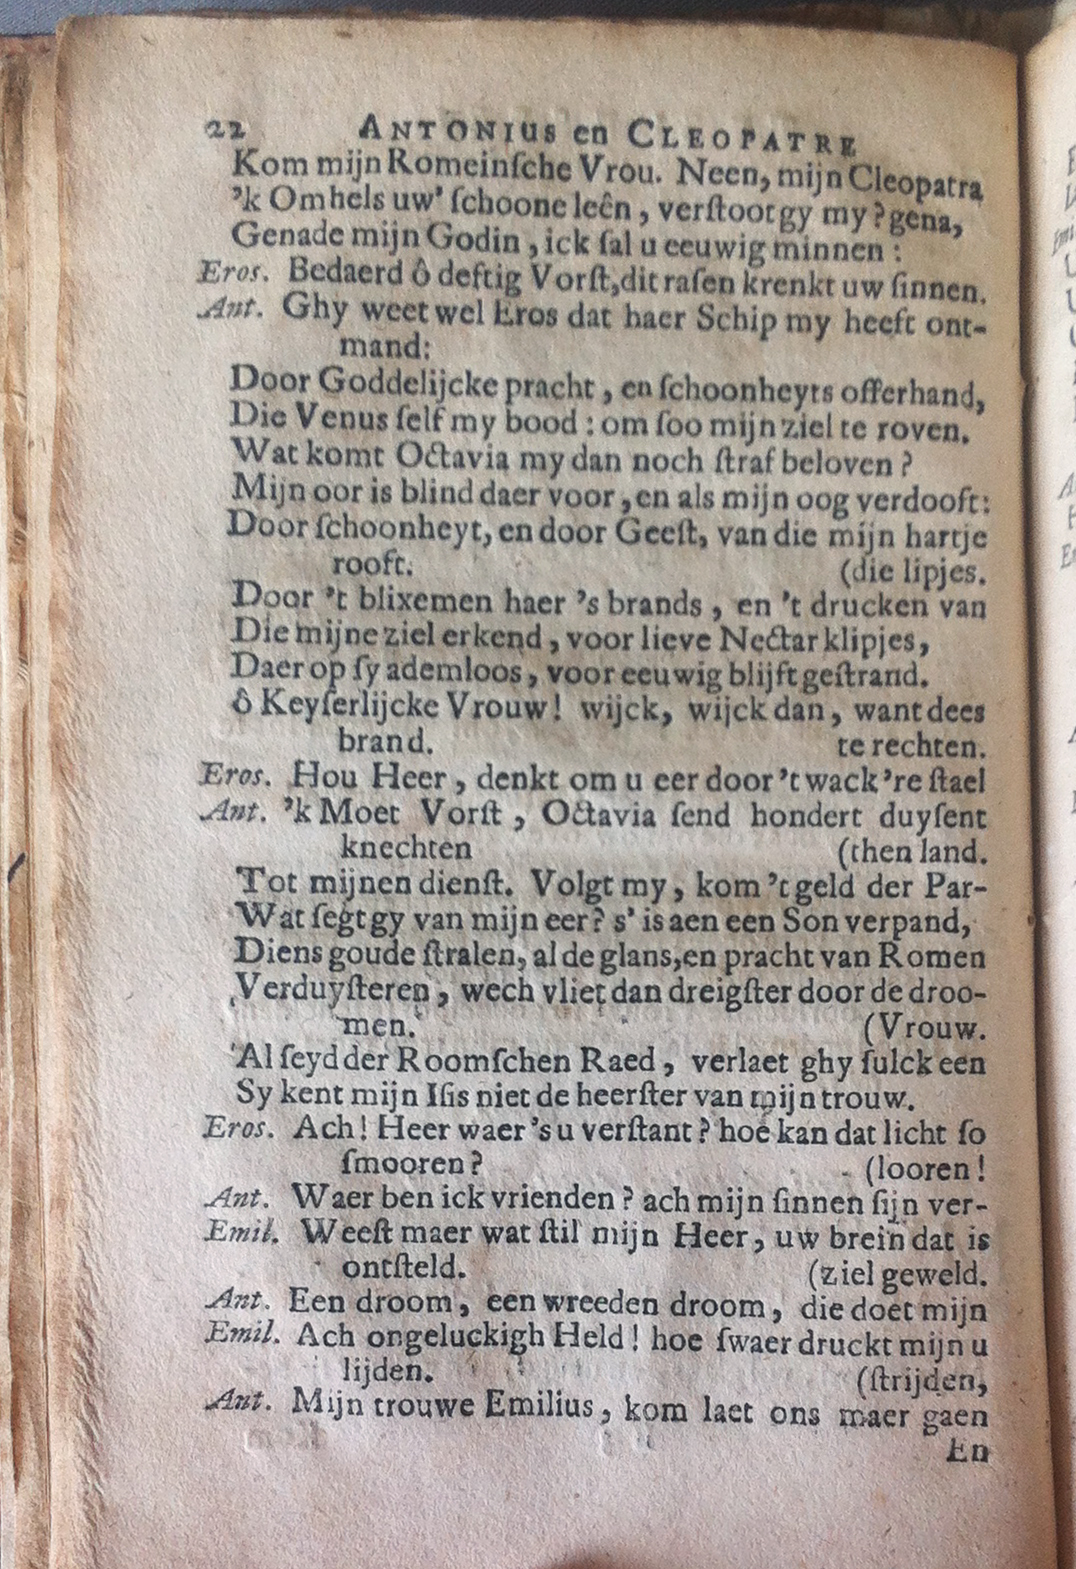 22 ANTONIUS en CLEOPATRE
Kom mijn Romeinſche Vrou. Neen, mijn Cleopatra
'k Omhels uw' ſchoone leên, verſtoot gy my? gena,
Genade mijn Godin, ick ſal u eeuwig minnen:
Eros. Bedaerd ô deftig Vorſt, dit raſen krenkt uw ſinnen.
Ant. Ghy weet wel Eros dat haer Schip my heeft ont-
mand:
Door Goddelijcke pracht, en ſchoonheyts offerhand,
Die Venus ſelf my bood: om ſoo mijn ziel te roven.
Wat komt Octavia my dan noch ſtraf beloven?
Mijn oor is blind daer voor, en als mijn oog verdooft:
Door ſchoonheyt, en door Geeſt, van die mijn hartje
rooft. (die lipjes.
Door 't blixemen haer 's brands, en 't drucken van
Die mijne ziel erkend, voor lieve Nectar klipjes,
Daer op ſy ademloos, voor eeuwig blijft geſtrand.
ô Keyſerlijcke Vrouw! wijck, wijck dan, want dees
brand. te rechten.
Eros. Hou Heer, denkt om u eer door 't wack're ſtael
Ant. 'k Moet Vorſt, Octavia ſend hondert duyſent
knechten (then land.
Tot mijnen dienſt. Volgt my, kom 't geld der Par-
Wat ſegt gy van mijn eer? s' is aen een Son verpand,
Diens goude ſtralen, al de glans, en pracht van Romen
Verduyſteren, wech vliet dan dreigſter door de droo-
men. (Vrouw.
Al ſeyd der Roomſchen Raed, verlaet ghy ſulck een
Sy kent mijn Iſis niet de heerſter van mijn trouw.
Eros. Ach! Heer waer 's u verſtant? hoe kan dat licht ſo
ſmooren? (looren!
Ant. Waer ben ick vrienden? ach mijn ſinnen ſijn ver-
Emil. Weeſt maer wat ſtil mijn Heer, uw brein dat is
ontſteld. (ziel geweld.
Ant. Een droom, een wreeden droom, die doet mijn
Emil. Ach ongeluckigh Held! hoe ſwaer druckt mijn u
lijden. (ſtrijden,
Ant. Mijn trouwe Emilius, kom laet ons maer gaen
En